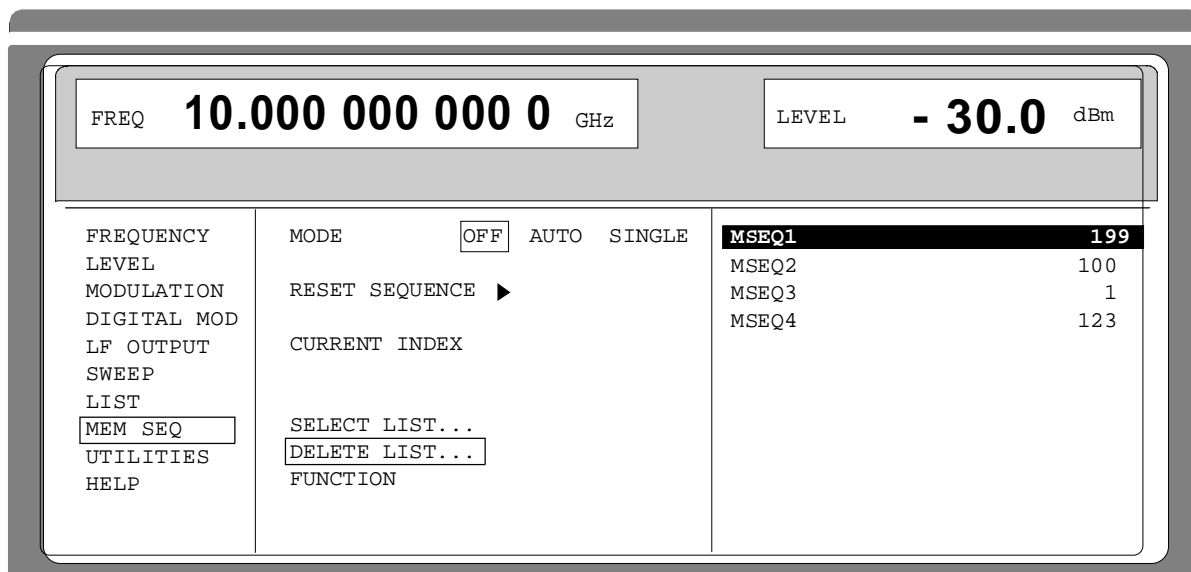 FREQ 10.000 000 000 0 GHz
LEVEL - 30.0 dBm
FREQUENCY
LEVEL
MODULATION
DIGITAL MOD
LF OUTPUT
SWEEP
LIST
MEM SEQ
UTILITIES
HELP
MODE OFF AUTO SINGLE
RESET SEQUENCE ▶
CURRENT INDEX
SELECT LIST...
DELETE LIST...
FUNCTION
MSEQ1 199
MSEQ2 100
MSEQ3 1
MSEQ4 123